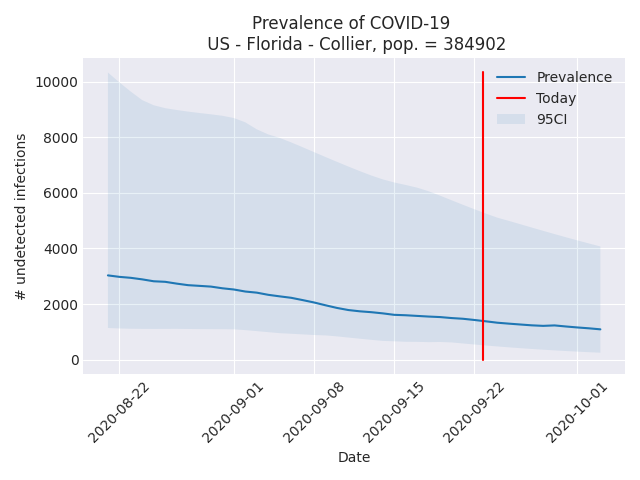 Prevalence of COVID-19
US - Florida - Collier, pop. = 384902
Prevalence
Today
95CI
# undetected infections
10000
8000
6000
4000
2000
0
2020-08-22
2020-09-01
2020-09-08
2020-09-15
2020-09-22
2020-10-01
Date